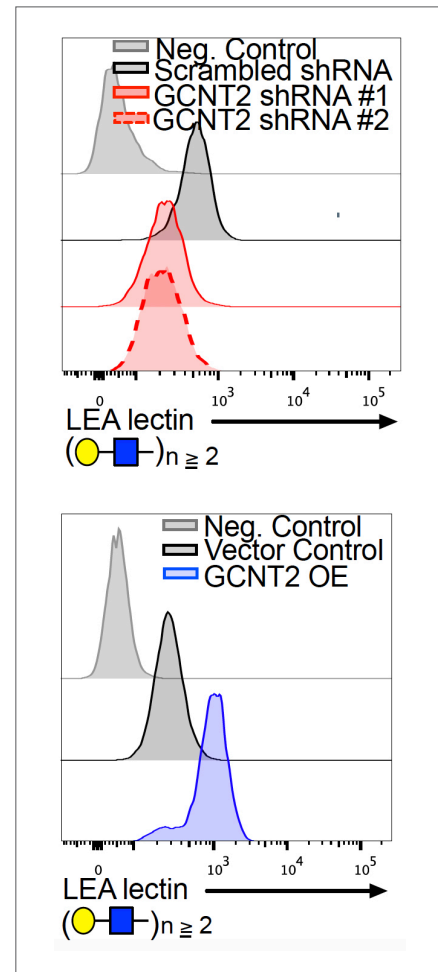 Neg. Control
Scrambled shRNA
GCNT2 shRNA #1
GCNT2 shRNA #2
0 10³ 10⁴ 10⁵
LEA lectin
( )n ≧ 2
Neg. Control
Vector Control
GCNT2 OE
0 10³ 10⁴ 10⁵
LEA lectin
( )n ≧ 2